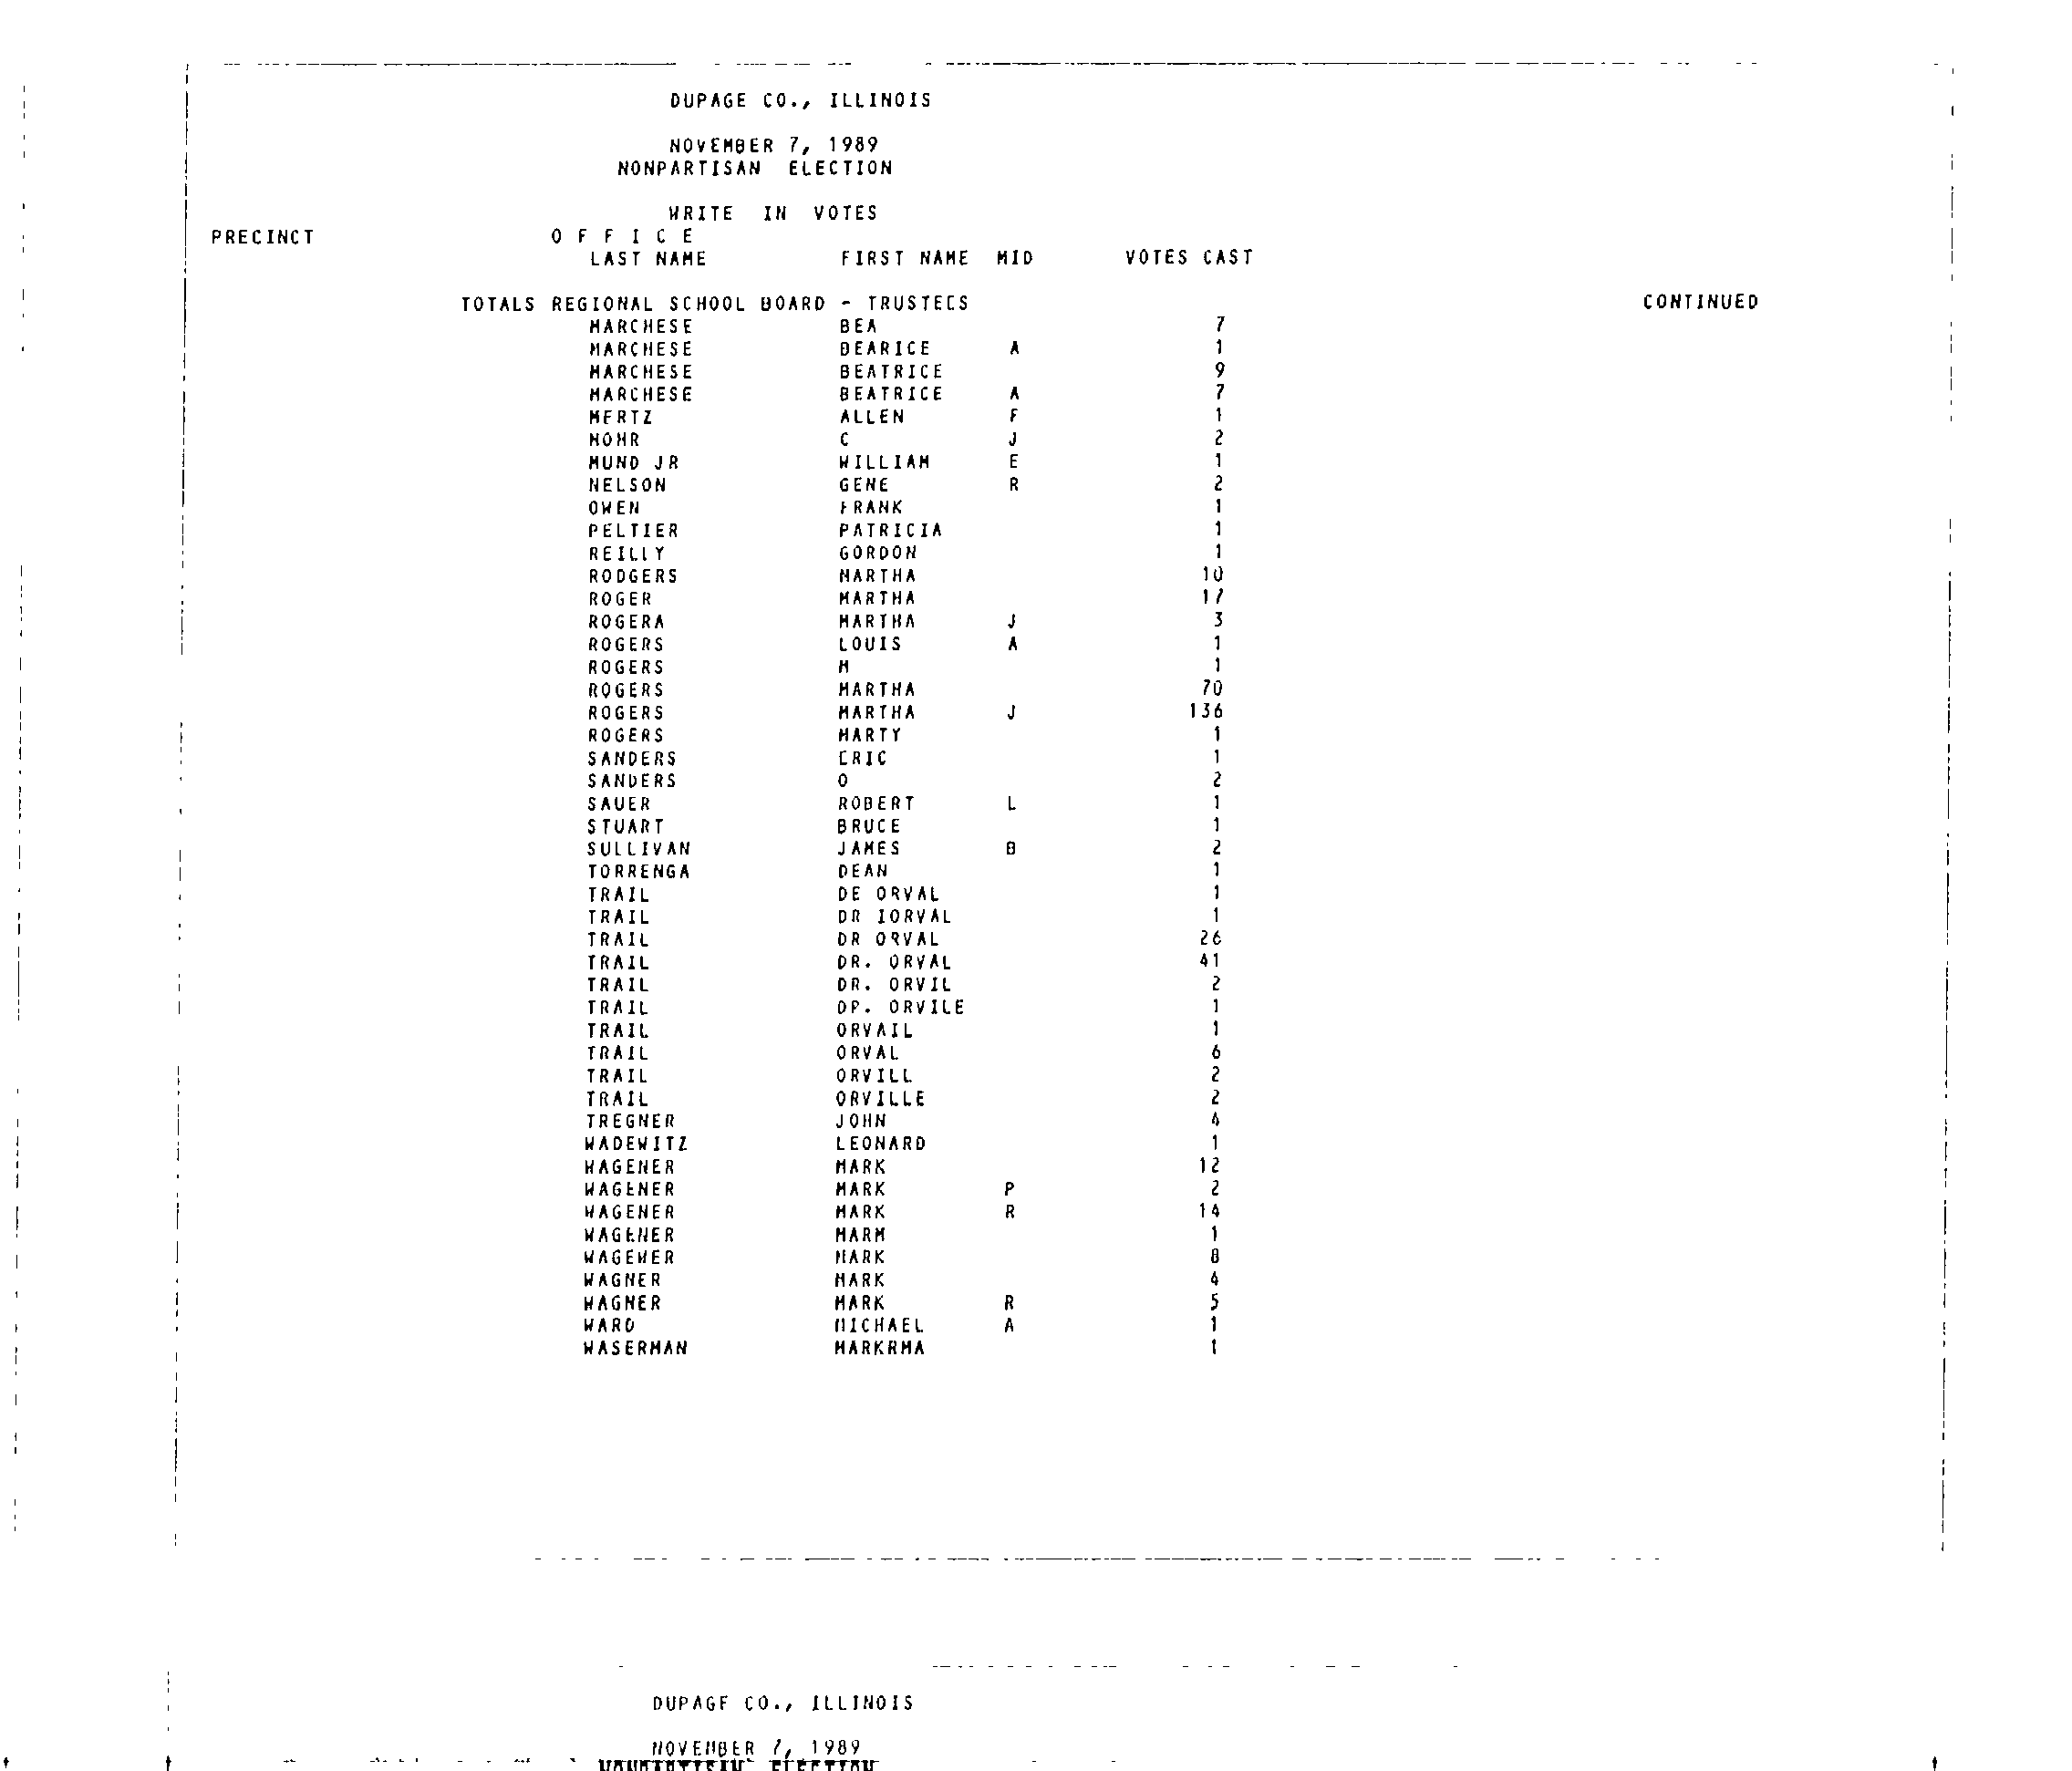 DUPAGE CO., ILLINOIS
NOVEMBER 7, 1989
NONPARTISAN ELECTION
WRITE IN VOTES
PRECINCT O F F I C E
LAST NAME FIRST NAME MID VOTES CAST
TOTALS REGIONAL SCHOOL BOARD - TRUSTEES CONTINUED
MARCHESE BEA 7
MARCHESE BEARICE A 1
MARCHESE BEATRICE 9
MARCHESE BEATRICE A 7
MERTZ ALLEN F 1
MOHR C J 2
MUND JR WILLIAM E 1
NELSON GENE R 2
OWEN FRANK 1
PELTIER PATRICIA 1
REILLY GORDON 1
RODGERS MARTHA 10
ROGER MARTHA 17
ROGERA MARTHA J 3
ROGERS LOUIS A 1
ROGERS M 1
ROGERS MARTHA 70
ROGERS MARTHA J 136
ROGERS MARTY 1
SANDERS ERIC 1
SANDERS O 2
SAUER ROBERT L 1
STUART BRUCE 1
SULLIVAN JAMES B 2
TORRENGA DEAN 1
TRAIL DE ORVAL 1
TRAIL DR IORVAL 1
TRAIL DR ORVAL 26
TRAIL DR. ORVAL 41
TRAIL DR. ORVIL 2
TRAIL DR. ORVILE 1
TRAIL ORVAIL 1
TRAIL ORVAL 6
TRAIL ORVILL 2
TRAIL ORVILLE 2
TREGNER JOHN 4
WADEWITZ LEONARD 1
WAGENER MARK 12
WAGENER MARK P 2
WAGENER MARK R 14
WAGENER MARM 1
WAGEWER MARK 8
WAGNER MARK 4
WAGNER MARK R 5
WARD MICHAEL A 1
WASERMAN MARKRMA 1
DUPAGE CO., ILLINOIS
NOVEMBER 7, 1989
NONPARTISAN ELECTION